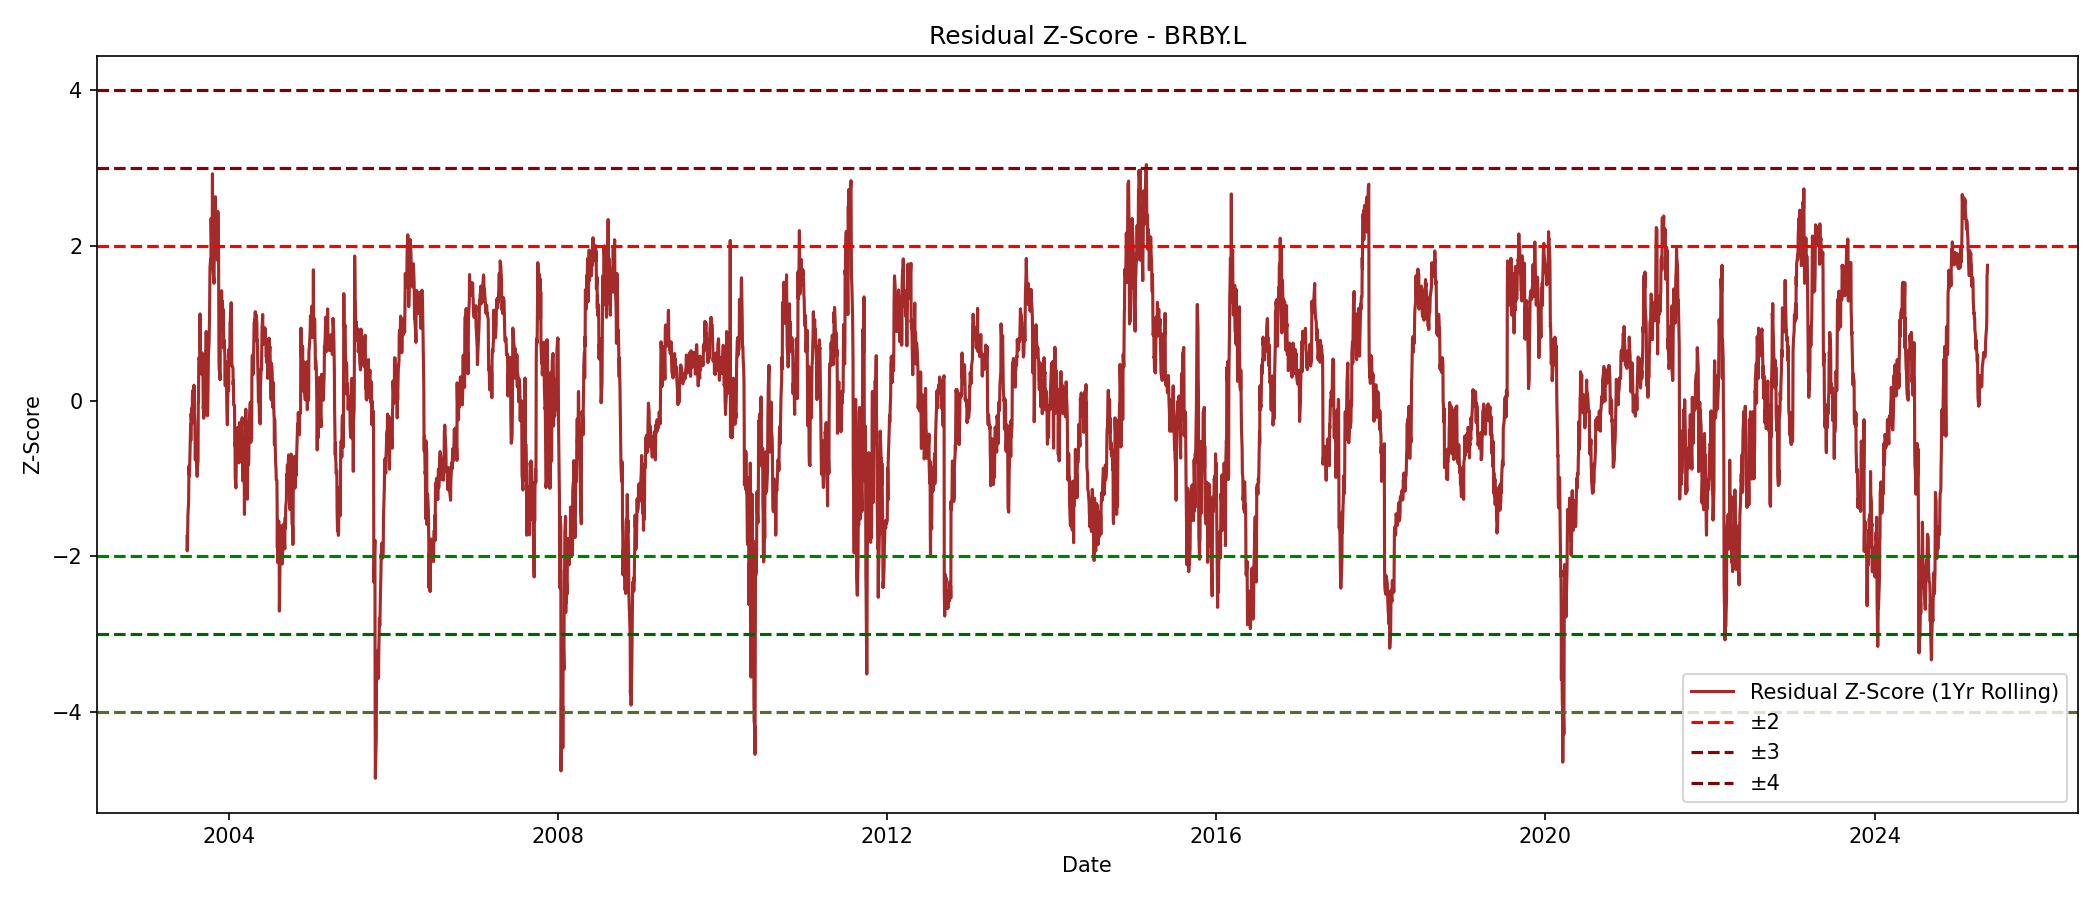 Residual Z-Score - BRBY.L
Z-Score
4
2
0
−2
−4
Residual Z-Score (1Yr Rolling)
±2
±3
±4
2004 2008 2012 2016 2020 2024
Date